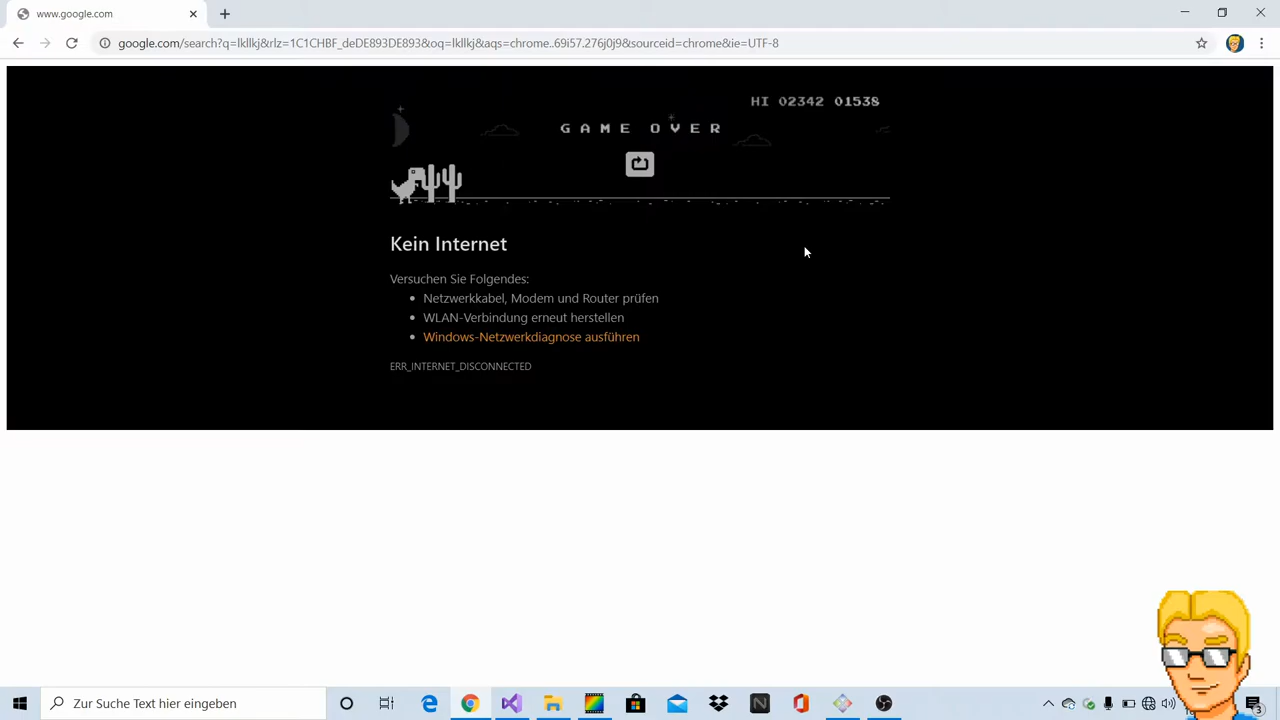 www.google.com
google.com/search?q=lkllkj&rlz=1C1CHBF_deDE893DE893&oq=lkllkj&aqs=chrome..69i57.276j0j9&sourceid=chrome&ie=UTF-8
HI 02342 01538
GAME OVER
Kein Internet
Versuchen Sie Folgendes:
Netzwerkkabel, Modem und Router prüfen
WLAN-Verbindung erneut herstellen
Windows-Netzwerkdiagnose ausführen
ERR_INTERNET_DISCONNECTED
Zur Suche Text hier eingeben
3